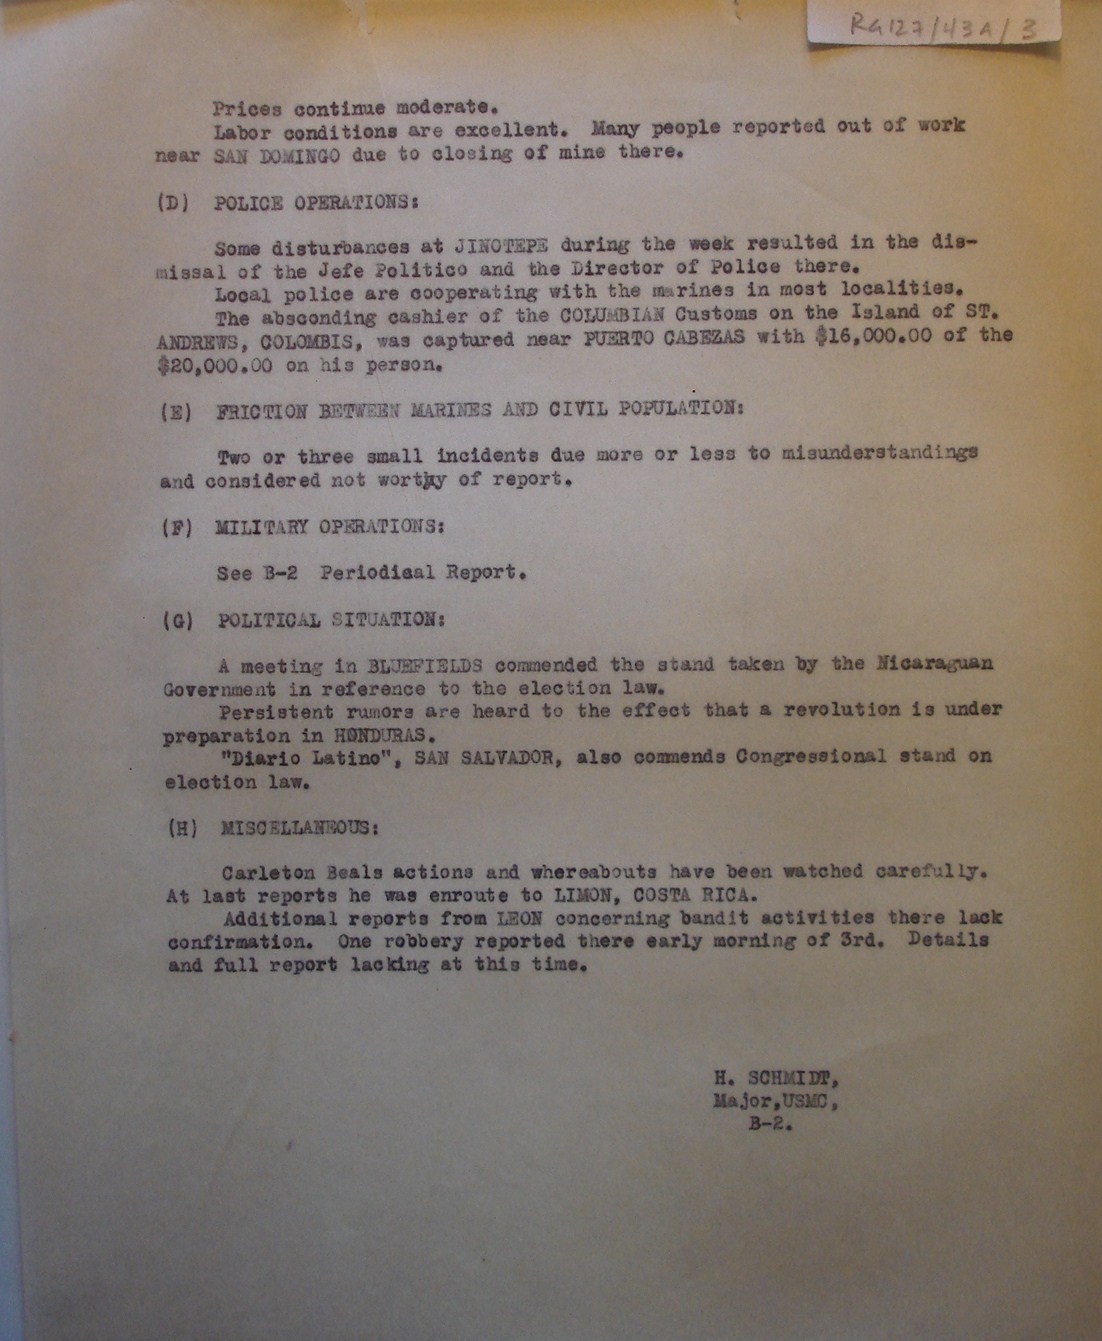 RG127/43A/3
Prices continue moderate.
Labor conditions are excellent. Many people reported out of work
near SAN DOMINGO due to closing of mine there.
(D) POLICE OPERATIONS:
Some disturbances at JINOTEPE during the week resulted in the dis-
missal of the Jefe Politico and the Director of Police there.
Local police are cooperating with the marines in most localities.
The absconding cashier of the COLUMBIAN Customs on the Island of ST.
ANDREWS, COLOMBIS, was captured near PUERTO CABEZAS with $16,000.00 of the
$20,000.00 on his person.
(E) FRICTION BETWEEN MARINES AND CIVIL POPULATION:
Two or three small incidents due more or less to misunderstandings
and considered not worthy of report.
(F) MILITARY OPERATIONS:
See B-2 Periodical Report.
(G) POLITICAL SITUATION:
A meeting in BLUEFIELDS commended the stand taken by the Nicaraguan
Government in reference to the election law.
Persistent rumors are heard to the effect that a revolution is under
preparation in HONDURAS.
"Diario Latino", SAN SALVADOR, also commends Congressional stand on
election law.
(H) MISCELLANEOUS:
Carleton Beals actions and whereabouts have been watched carefully.
At last reports he was enroute to LIMON, COSTA RICA.
Additional reports from LEON concerning bandit activities there lack
confirmation. One robbery reported there early morning of 3rd. Details
and full report lacking at this time.
H. SCHMIDT,
Major,USMC,
B-2.